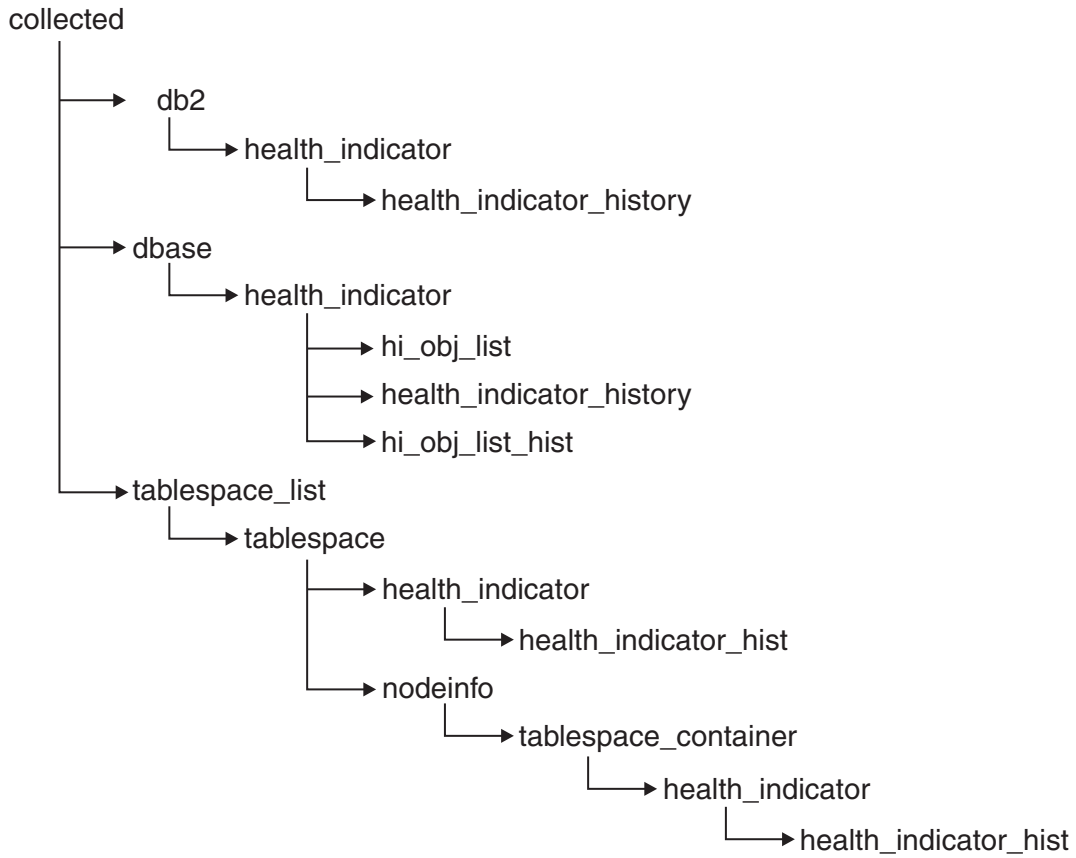 collected
db2
health_indicator
health_indicator_history
dbase
health_indicator
hi_obj_list
health_indicator_history
hi_obj_list_hist
tablespace_list
tablespace
health_indicator
health_indicator_hist
nodeinfo
tablespace_container
health_indicator
health_indicator_hist